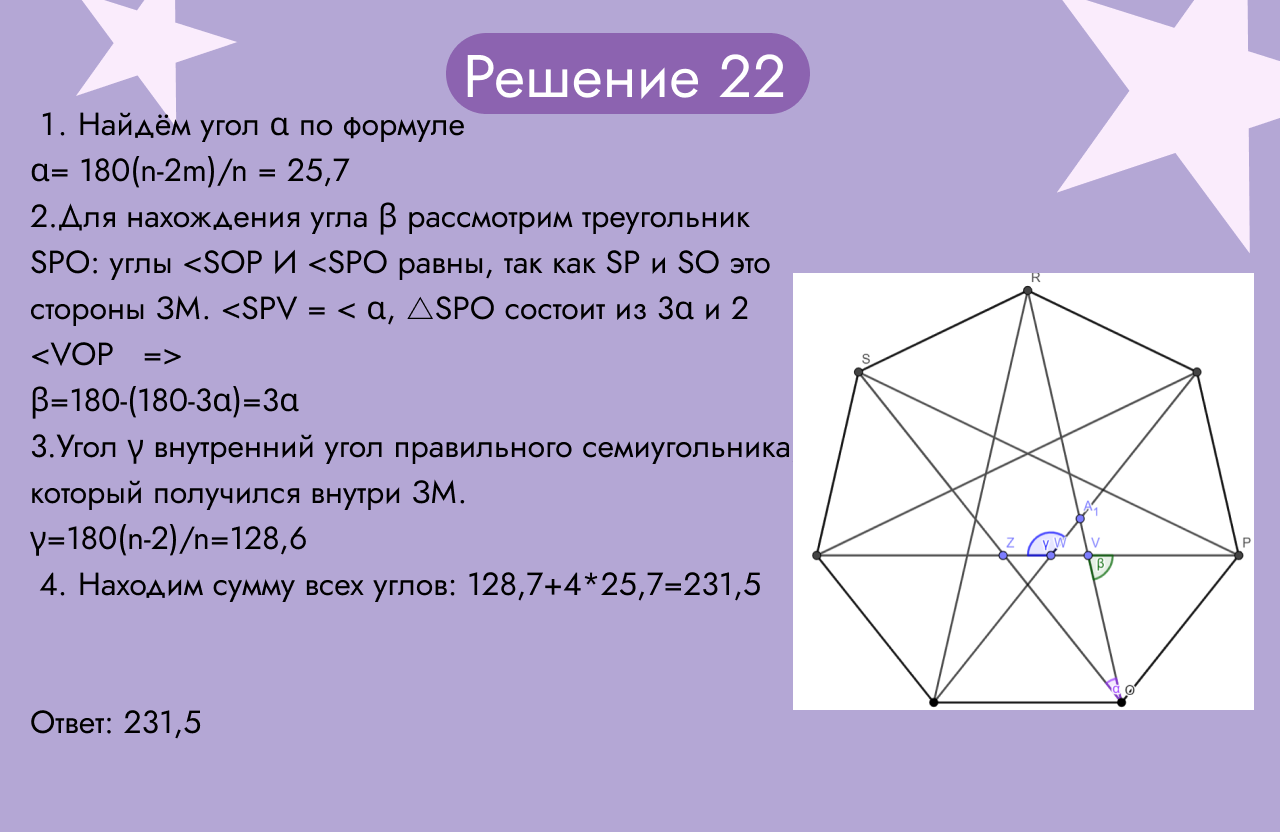 Решение 22
1. Найдём угол α по формуле
α= 180(n-2m)/n = 25,7
2.Для нахождения угла β рассмотрим треугольник
SPO: углы <SOP И <SPO равны, так как SP и SO это
стороны ЗМ. <SPV = < α, △SPO состоит из 3α и 2
<VOP =>
β=180-(180-3α)=3α
3.Угол γ внутренний угол правильного семиугольника
который получился внутри ЗМ.
γ=180(n-2)/n=128,6
4. Находим сумму всех углов: 128,7+4*25,7=231,5
Ответ: 231,5
R
S
A₁
Z γ W V P
β
α O